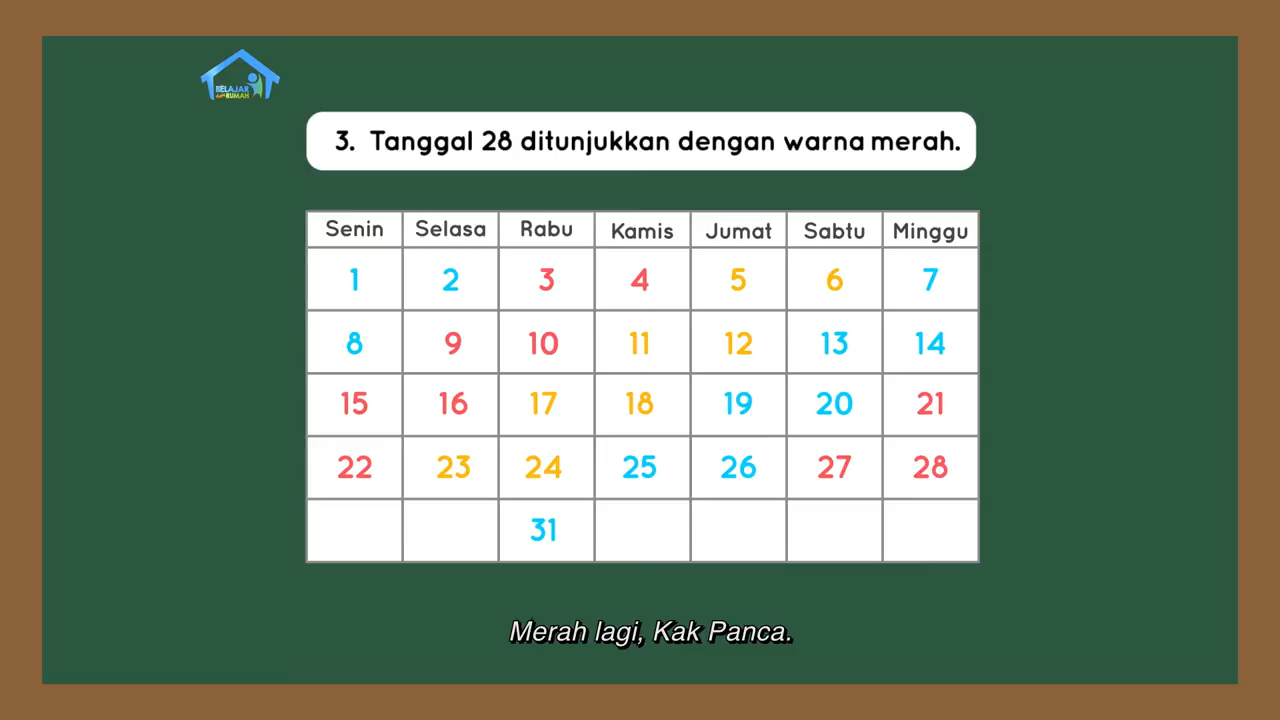 BELAJAR
dari RUMAH
3. Tanggal 28 ditunjukkan dengan warna merah.
Senin Selasa Rabu Kamis Jumat Sabtu Minggu
1 2 3 4 5 6 7
8 9 10 11 12 13 14
15 16 17 18 19 20 21
22 23 24 25 26 27 28
31
Merah lagi, Kak Panca.